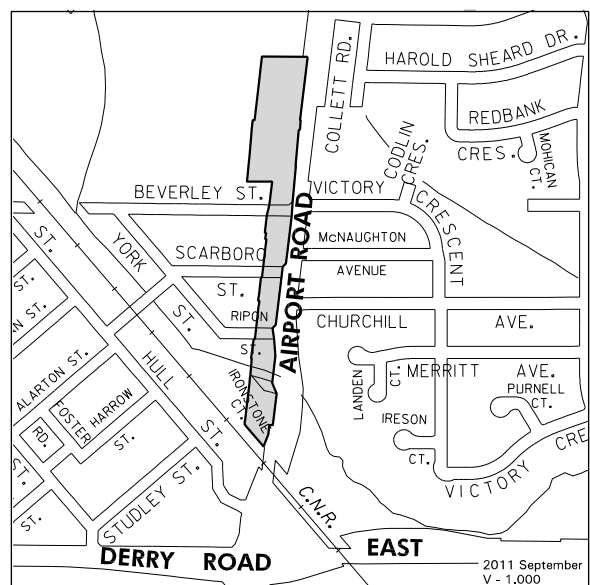 COLLETT RD.
HAROLD SHEARD DR.
REDBANK
CRES.
MOHICAN
CT.
CODLIN
CRES.
BEVERLEY ST.
VICTORY
CRESCENT
ST.
YORK
SCARBORO
McNAUGHTON
AVENUE
AIRPORT ROAD
ST.
ST.
ST.
RIPON
ST.
CHURCHILL
AVE.
ST.
HULL
ALARTON ST.
IRONSTONE
CT.
LANDEN
CT.
MERRITT
AVE.
PURNELL
CT.
FOSTER
HARROW
RD.
ST.
ST.
IRESON
CT.
VICTORY
CRE
ST.
ST.
STUDLEY ST.
C.N.R.
DERRY ROAD
EAST
2011 September
V - 1,000